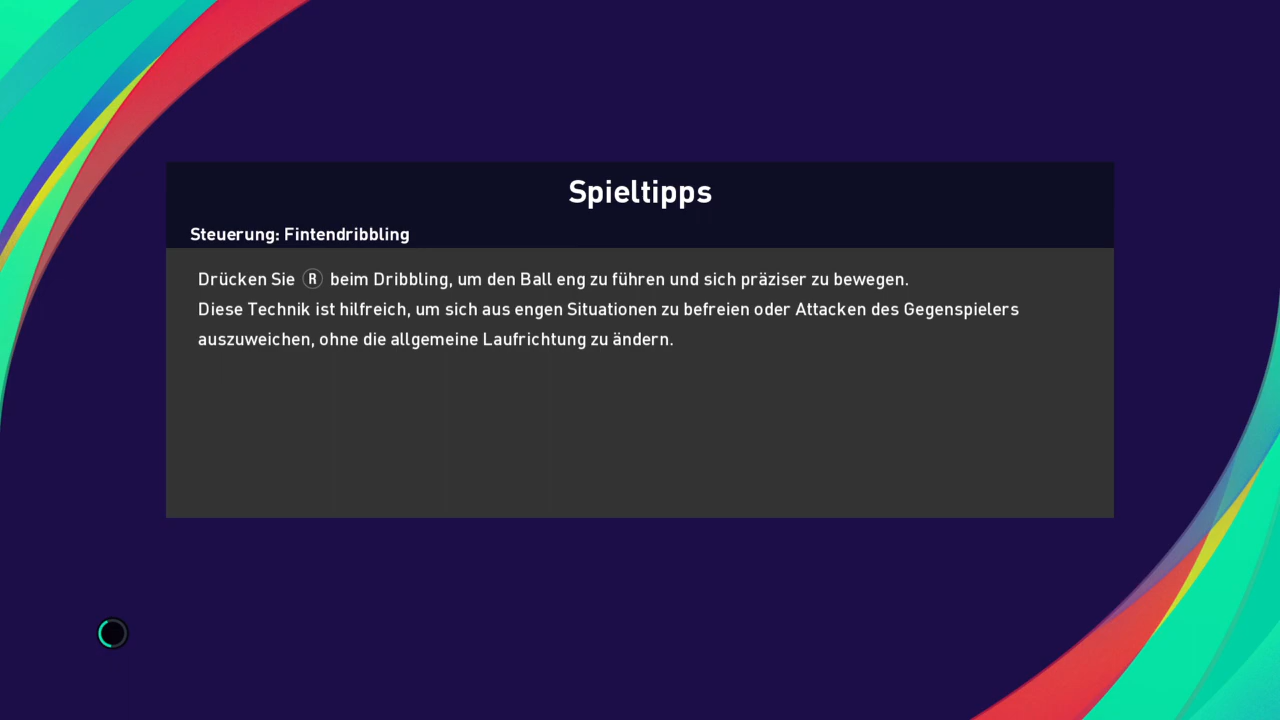 Spieltipps
Steuerung: Fintendribbling
Drücken Sie R beim Dribbling, um den Ball eng zu führen und sich präziser zu bewegen.
Diese Technik ist hilfreich, um sich aus engen Situationen zu befreien oder Attacken des Gegenspielers
auszuweichen, ohne die allgemeine Laufrichtung zu ändern.